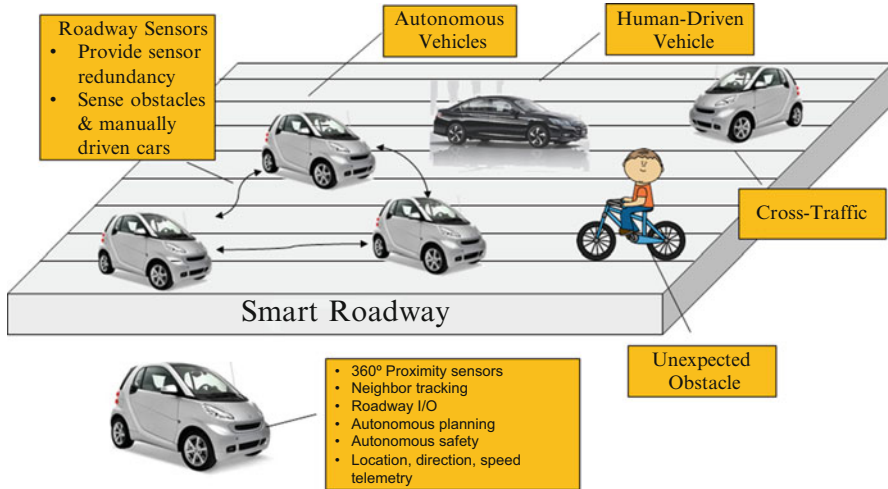 Roadway Sensors
• Provide sensor
redundancy
• Sense obstacles
& manually
driven cars
Autonomous
Vehicles
Human-Driven
Vehicle
Cross-Traffic
Smart Roadway
Unexpected
Obstacle
• 360º Proximity sensors
• Neighbor tracking
• Roadway I/O
• Autonomous planning
• Autonomous safety
• Location, direction, speed
telemetry